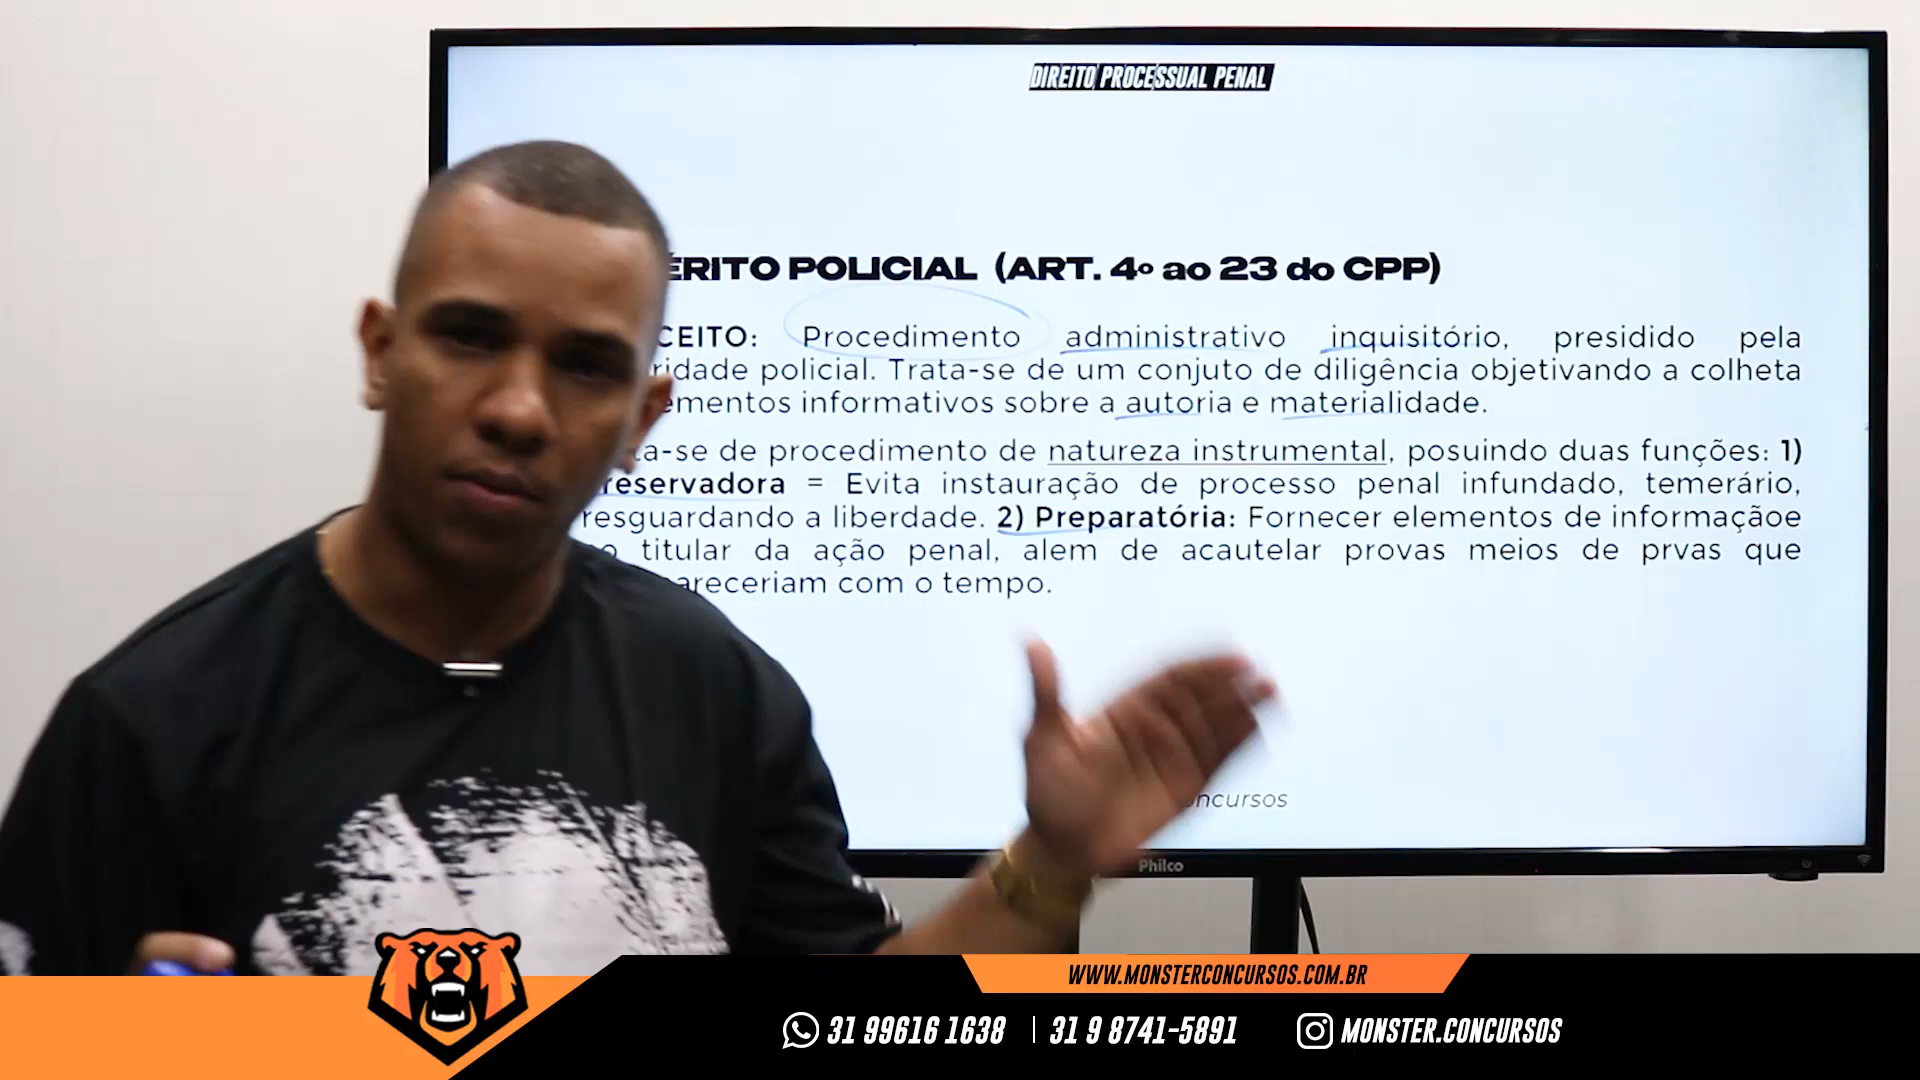 DIREITO PROCESSUAL PENAL
ÉRITO POLICIAL (ART. 4º ao 23 do CPP)
CEITO: Procedimento administrativo inquisitório, presidido pela
ridade policial. Trata-se de um conjuto de diligência objetivando a colheta
ementos informativos sobre a autoria e materialidade.
ta-se de procedimento de natureza instrumental, posuindo duas funções: 1)
reservadora = Evita instauração de processo penal infundado, temerário,
resguardando a liberdade. 2) Preparatória: Fornecer elementos de informaçãoe
o titular da ação penal, alem de acautelar provas meios de prvas que
areceriam com o tempo.
oncursos
Philco
WWW.MONSTERCONCURSOS.COM.BR
31 99616 1638 | 31 9 8741-5891 MONSTER.CONCURSOS